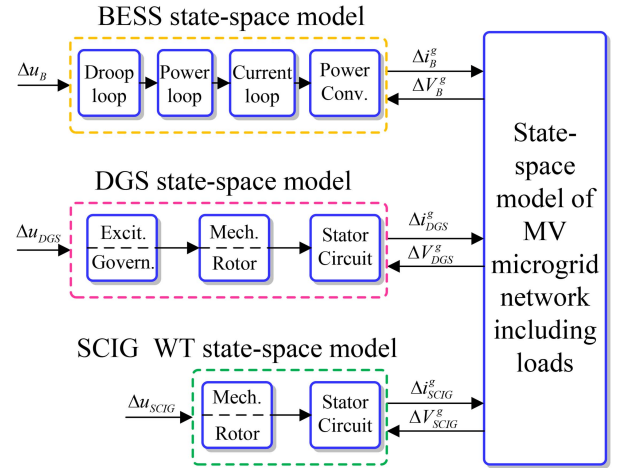 BESS state-space model
Δu_B
Droop
loop
Power
loop
Current
loop
Power
Conv.
Δi_B^g
ΔV_B^g
DGS state-space model
Δu_DGS
Excit.
Govern.
Mech.
Rotor
Stator
Circuit
Δi_DGS^g
ΔV_DGS^g
SCIG WT state-space model
Δu_SCIG
Mech.
Rotor
Stator
Circuit
Δi_SCIG^g
ΔV_SCIG^g
State-
space
model of
MV
microgrid
network
including
loads